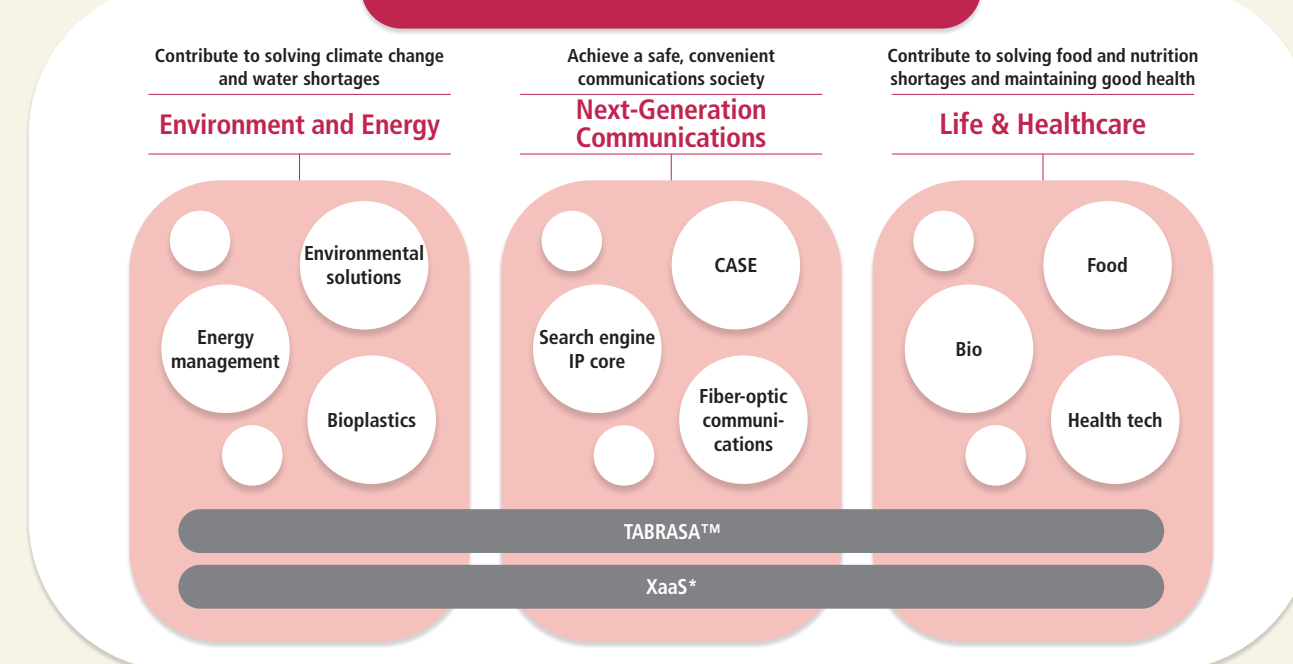 Contribute to solving climate change
and water shortages
Environment and Energy
Environmental
solutions
Energy
management
Bioplastics
Achieve a safe, convenient
communications society
Next-Generation
Communications
CASE
Search engine
IP core
Fiber-optic
communi-
cations
Contribute to solving food and nutrition
shortages and maintaining good health
Life & Healthcare
Food
Bio
Health tech
TABRASA™
XaaS*